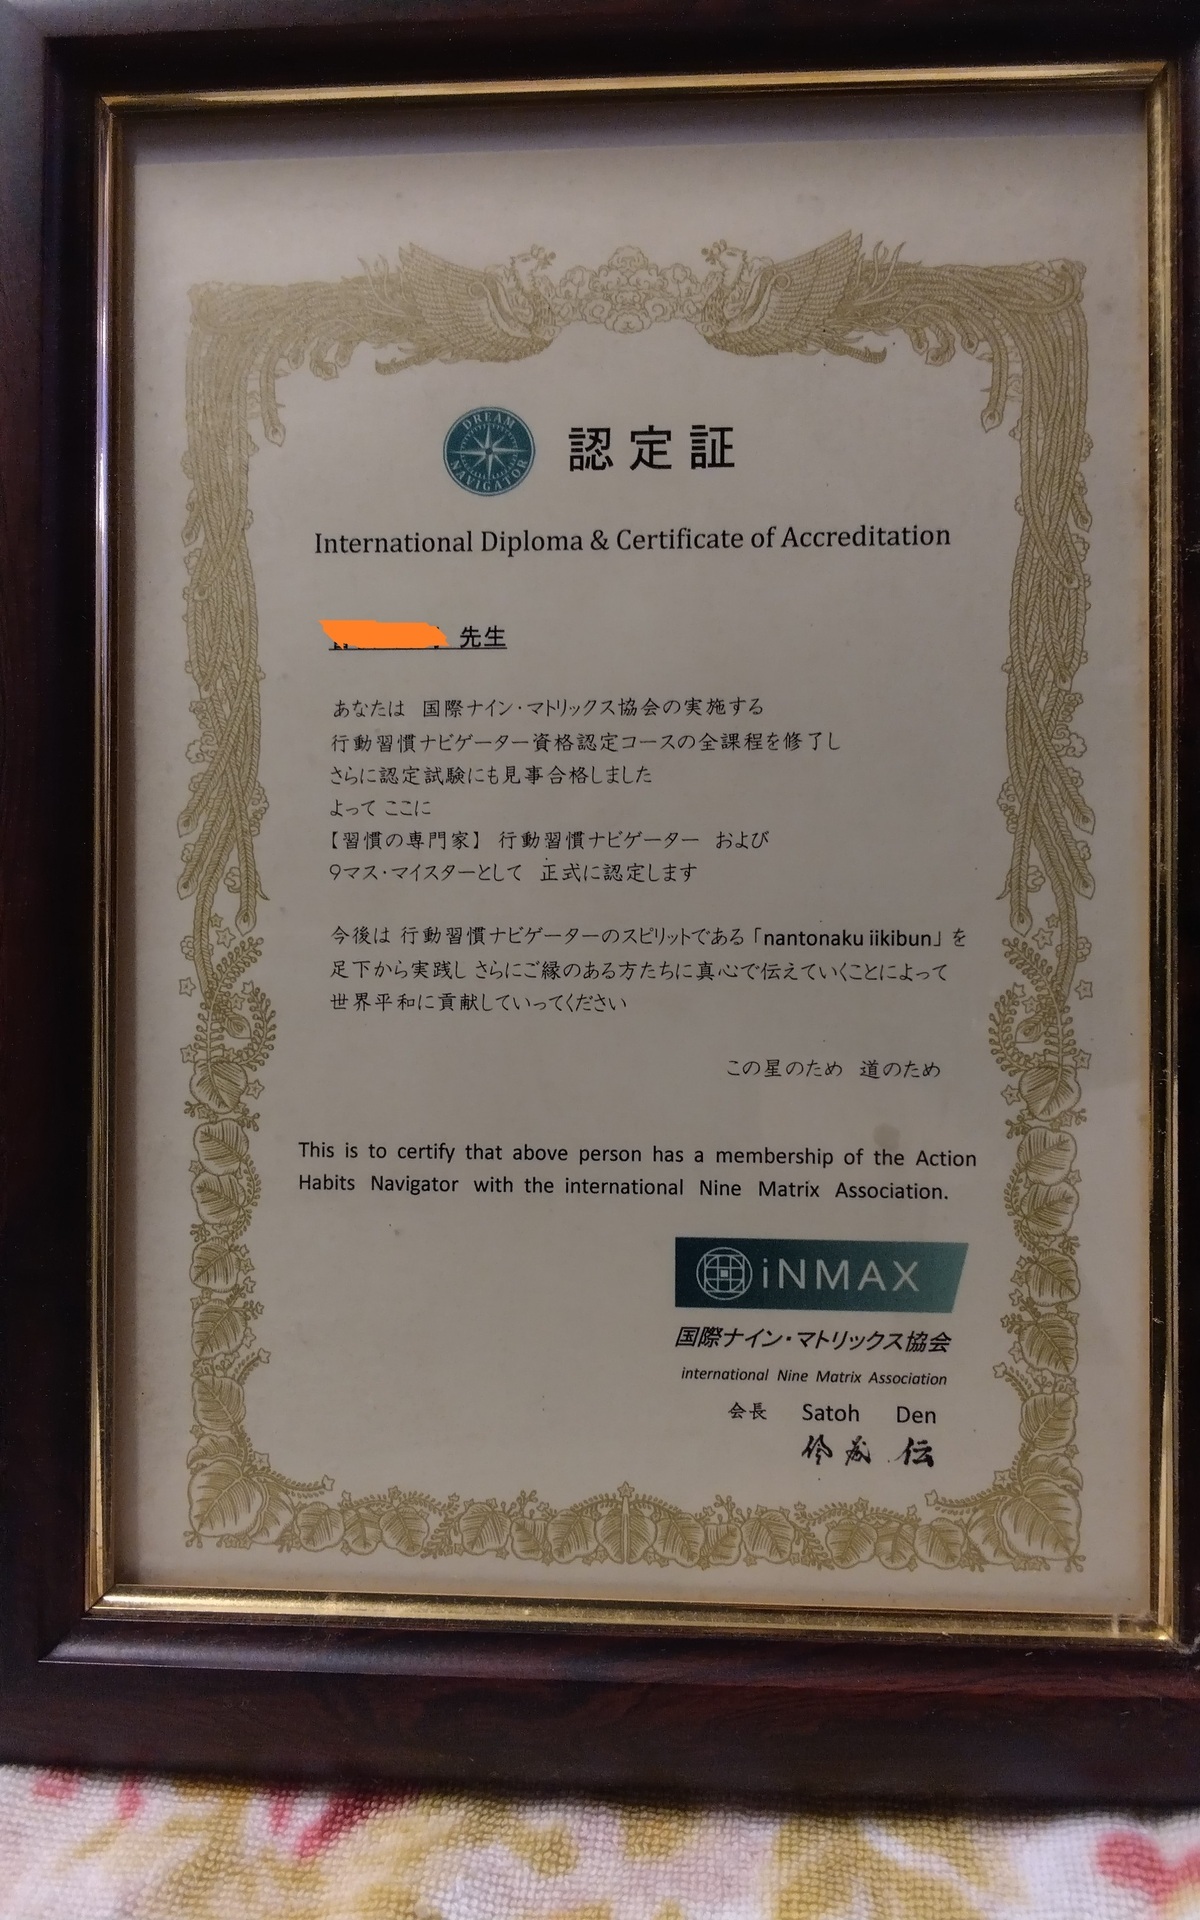 DREAM NAVIGATOR
認定証
International Diploma & Certificate of Accreditation
先生
あなたは 国際ナイン・マトリックス協会の実施する
行動習慣ナビゲーター資格認定コースの全課程を修了し
さらに認定試験にも見事合格しました
よって ここに
【習慣の専門家】 行動習慣ナビゲーター および
9マス・マイスターとして 正式に認定します
今後は 行動習慣ナビゲーターのスピリットである「nantonaku iikibun」を
足下から実践し さらにご縁のある方たちに真心で伝えていくことによって
世界平和に貢献していってください
この星のため 道のため
This is to certify that above person has a membership of the Action
Habits Navigator with the international Nine Matrix Association.
iNMAX
国際ナイン・マトリックス協会
international Nine Matrix Association
会長 Satoh Den
伝